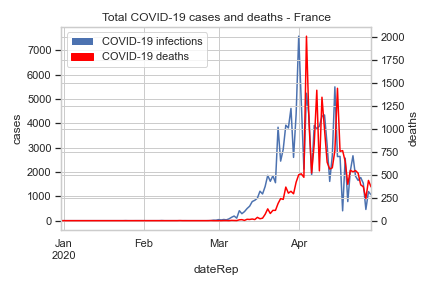 Total COVID-19 cases and deaths - France
COVID-19 infections
COVID-19 deaths
7000
6000
5000
4000
3000
2000
1000
0
cases
2000
1750
1500
1250
1000
750
500
250
0
deaths
Jan
2020
Feb
Mar
Apr
dateRep